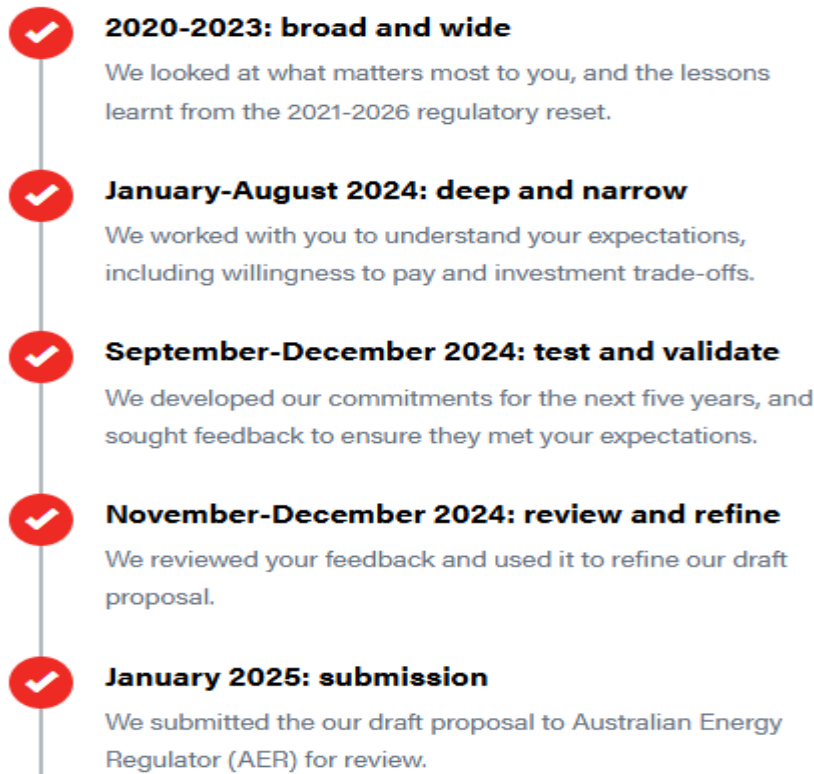 2020-2023: broad and wide
We looked at what matters most to you, and the lessons
learnt from the 2021-2026 regulatory reset.
January-August 2024: deep and narrow
We worked with you to understand your expectations,
including willingness to pay and investment trade-offs.
September-December 2024: test and validate
We developed our commitments for the next five years, and
sought feedback to ensure they met your expectations.
November-December 2024: review and refine
We reviewed your feedback and used it to refine our draft
proposal.
January 2025: submission
We submitted the our draft proposal to Australian Energy
Regulator (AER) for review.